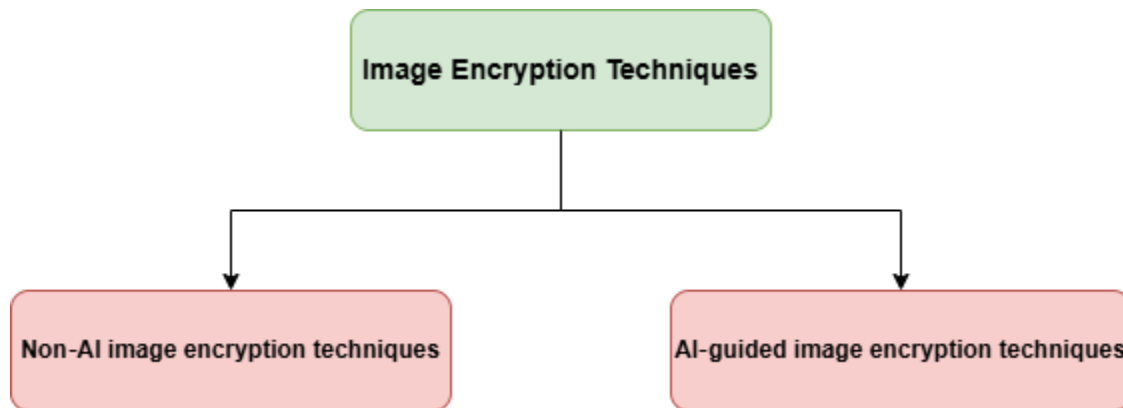 Image Encryption Techniques
Non-AI image encryption techniques
AI-guided image encryption techniques